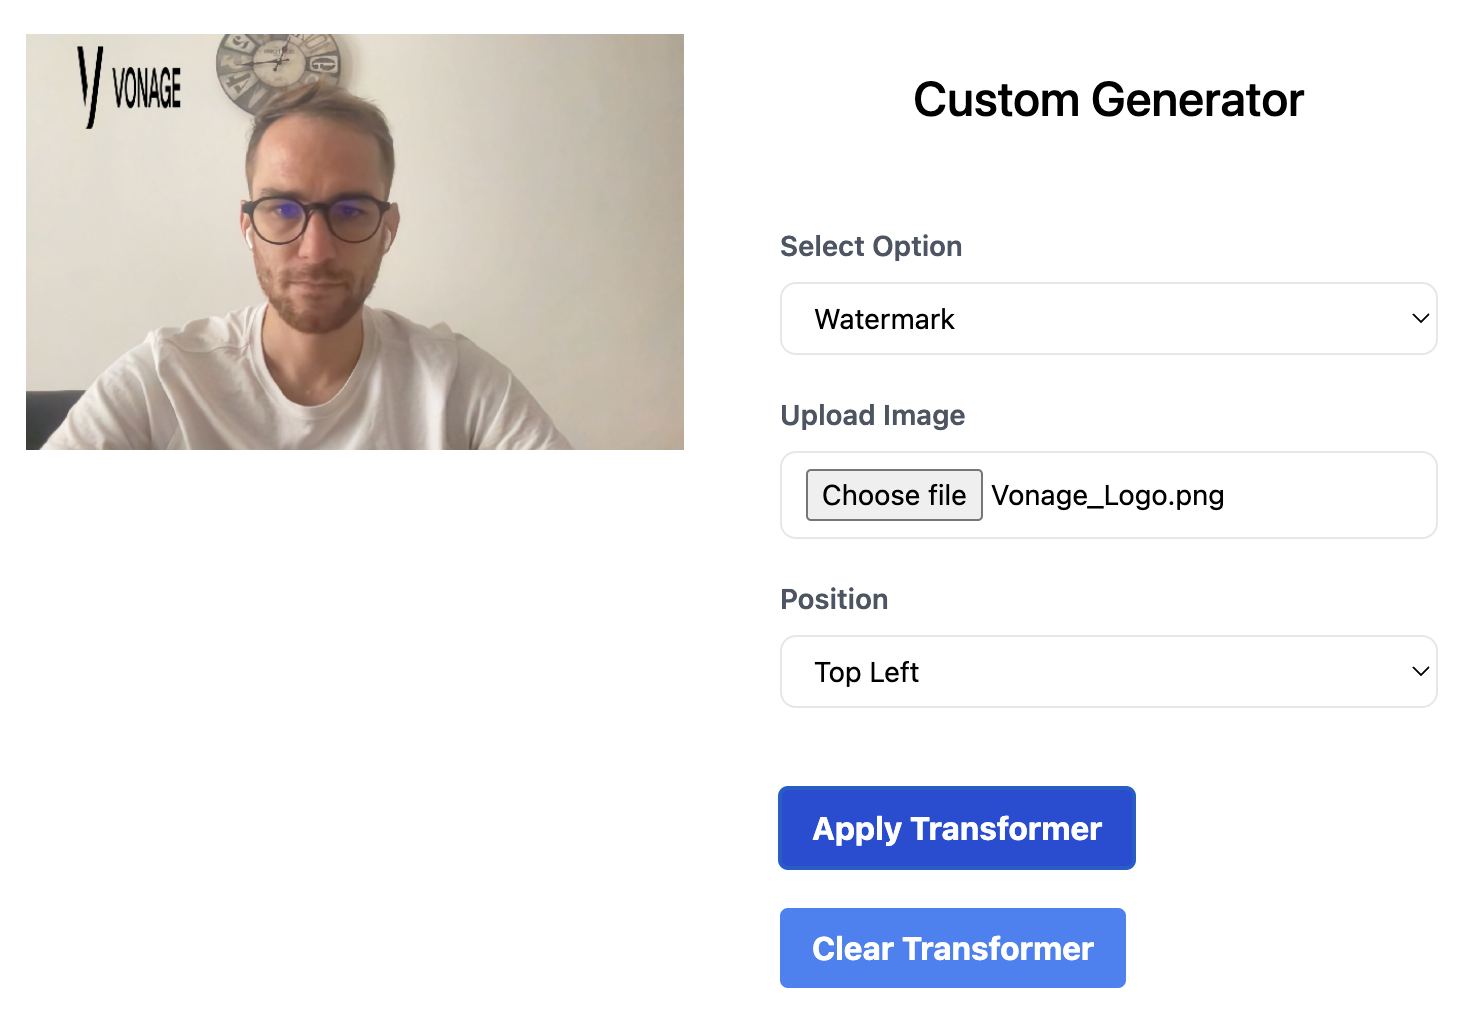 VONAGE
Custom Generator
Select Option
Watermark
Upload Image
Choose file Vonage_Logo.png
Position
Top Left
Apply Transformer
Clear Transformer